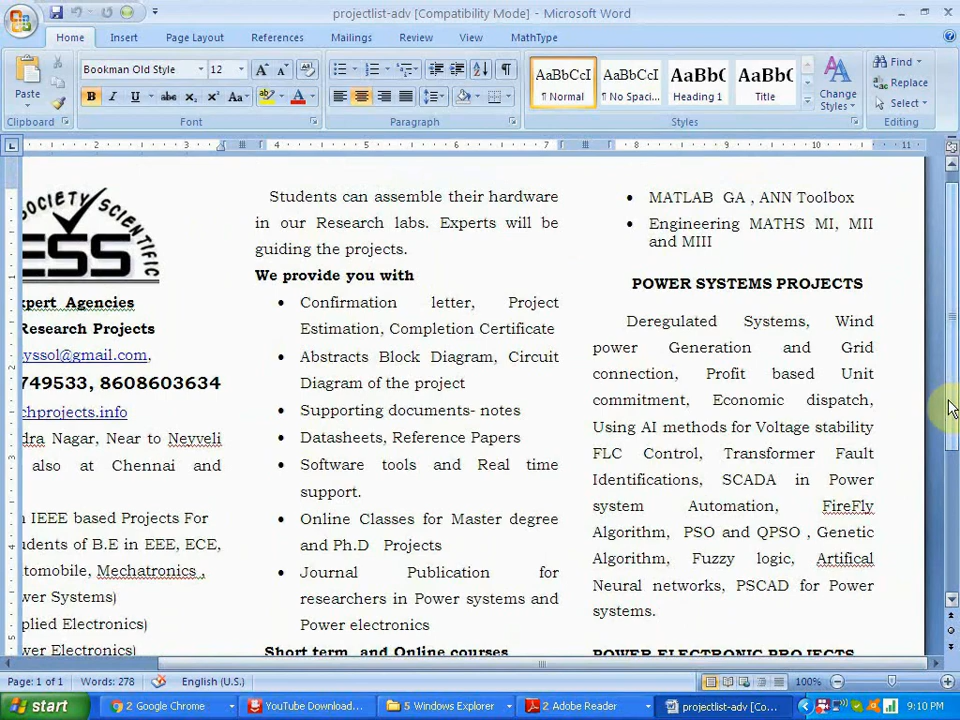 projectlist-adv [Compatibility Mode] - Microsoft Word
Home Insert Page Layout References Mailings Review View MathType
Paste
Bookman Old Style 12
AaBbCcI AaBbCcI AaBbC AaBbC
¶ Normal ¶ No Spaci... Heading 1 Title
Change Styles
Find
Replace
Select
Clipboard Font Paragraph Styles Editing
2 3 4 5 6 7 8 9 10 11
SOCIETY SCIENTIFIC
ESS
xpert Agencies
Research Projects
syssol@gmail.com,
749533, 8608603634
chprojects.info
dra Nagar, Near to Neyveli
also at Chennai and
n IEEE based Projects For
udents of B.E in EEE, ECE,
tomobile, Mechatronics ,
wer Systems)
plied Electronics)
wer Electronics)
Students can assemble their hardware
in our Research labs. Experts will be
guiding the projects.
We provide you with
• Confirmation letter, Project
Estimation, Completion Certificate
• Abstracts Block Diagram, Circuit
Diagram of the project
• Supporting documents- notes
• Datasheets, Reference Papers
• Software tools and Real time
support.
• Online Classes for Master degree
and Ph.D Projects
• Journal Publication for
researchers in Power systems and
Power electronics
Short term and Online courses
• MATLAB GA , ANN Toolbox
• Engineering MATHS MI, MII
and MIII
POWER SYSTEMS PROJECTS
Deregulated Systems, Wind
power Generation and Grid
connection, Profit based Unit
commitment, Economic dispatch,
Using AI methods for Voltage stability
FLC Control, Transformer Fault
Identifications, SCADA in Power
system Automation, FireFly
Algorithm, PSO and QPSO , Genetic
Algorithm, Fuzzy logic, Artifical
Neural networks, PSCAD for Power
systems.
POWER ELECTRONIC PROJECTS
Page: 1 of 1 Words: 278 English (U.S.) 100%
start 2 Google Chrome YouTube Download... 5 Windows Explorer 2 Adobe Reader projectlist-adv [Co... 9:10 PM